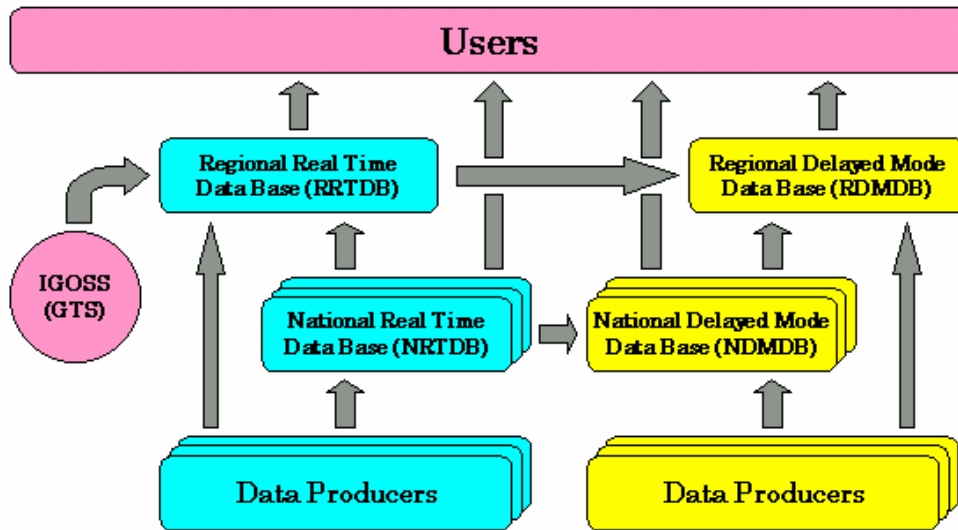 Users
Regional Real Time
Data Base (RRTDB)
Regional Delayed Mode
Data Base (RDMDB)
IGOSS
(GTS)
National Real Time
Data Base (NRTDB)
National Delayed Mode
Data Base (NDMDB)
Data Producers
Data Producers